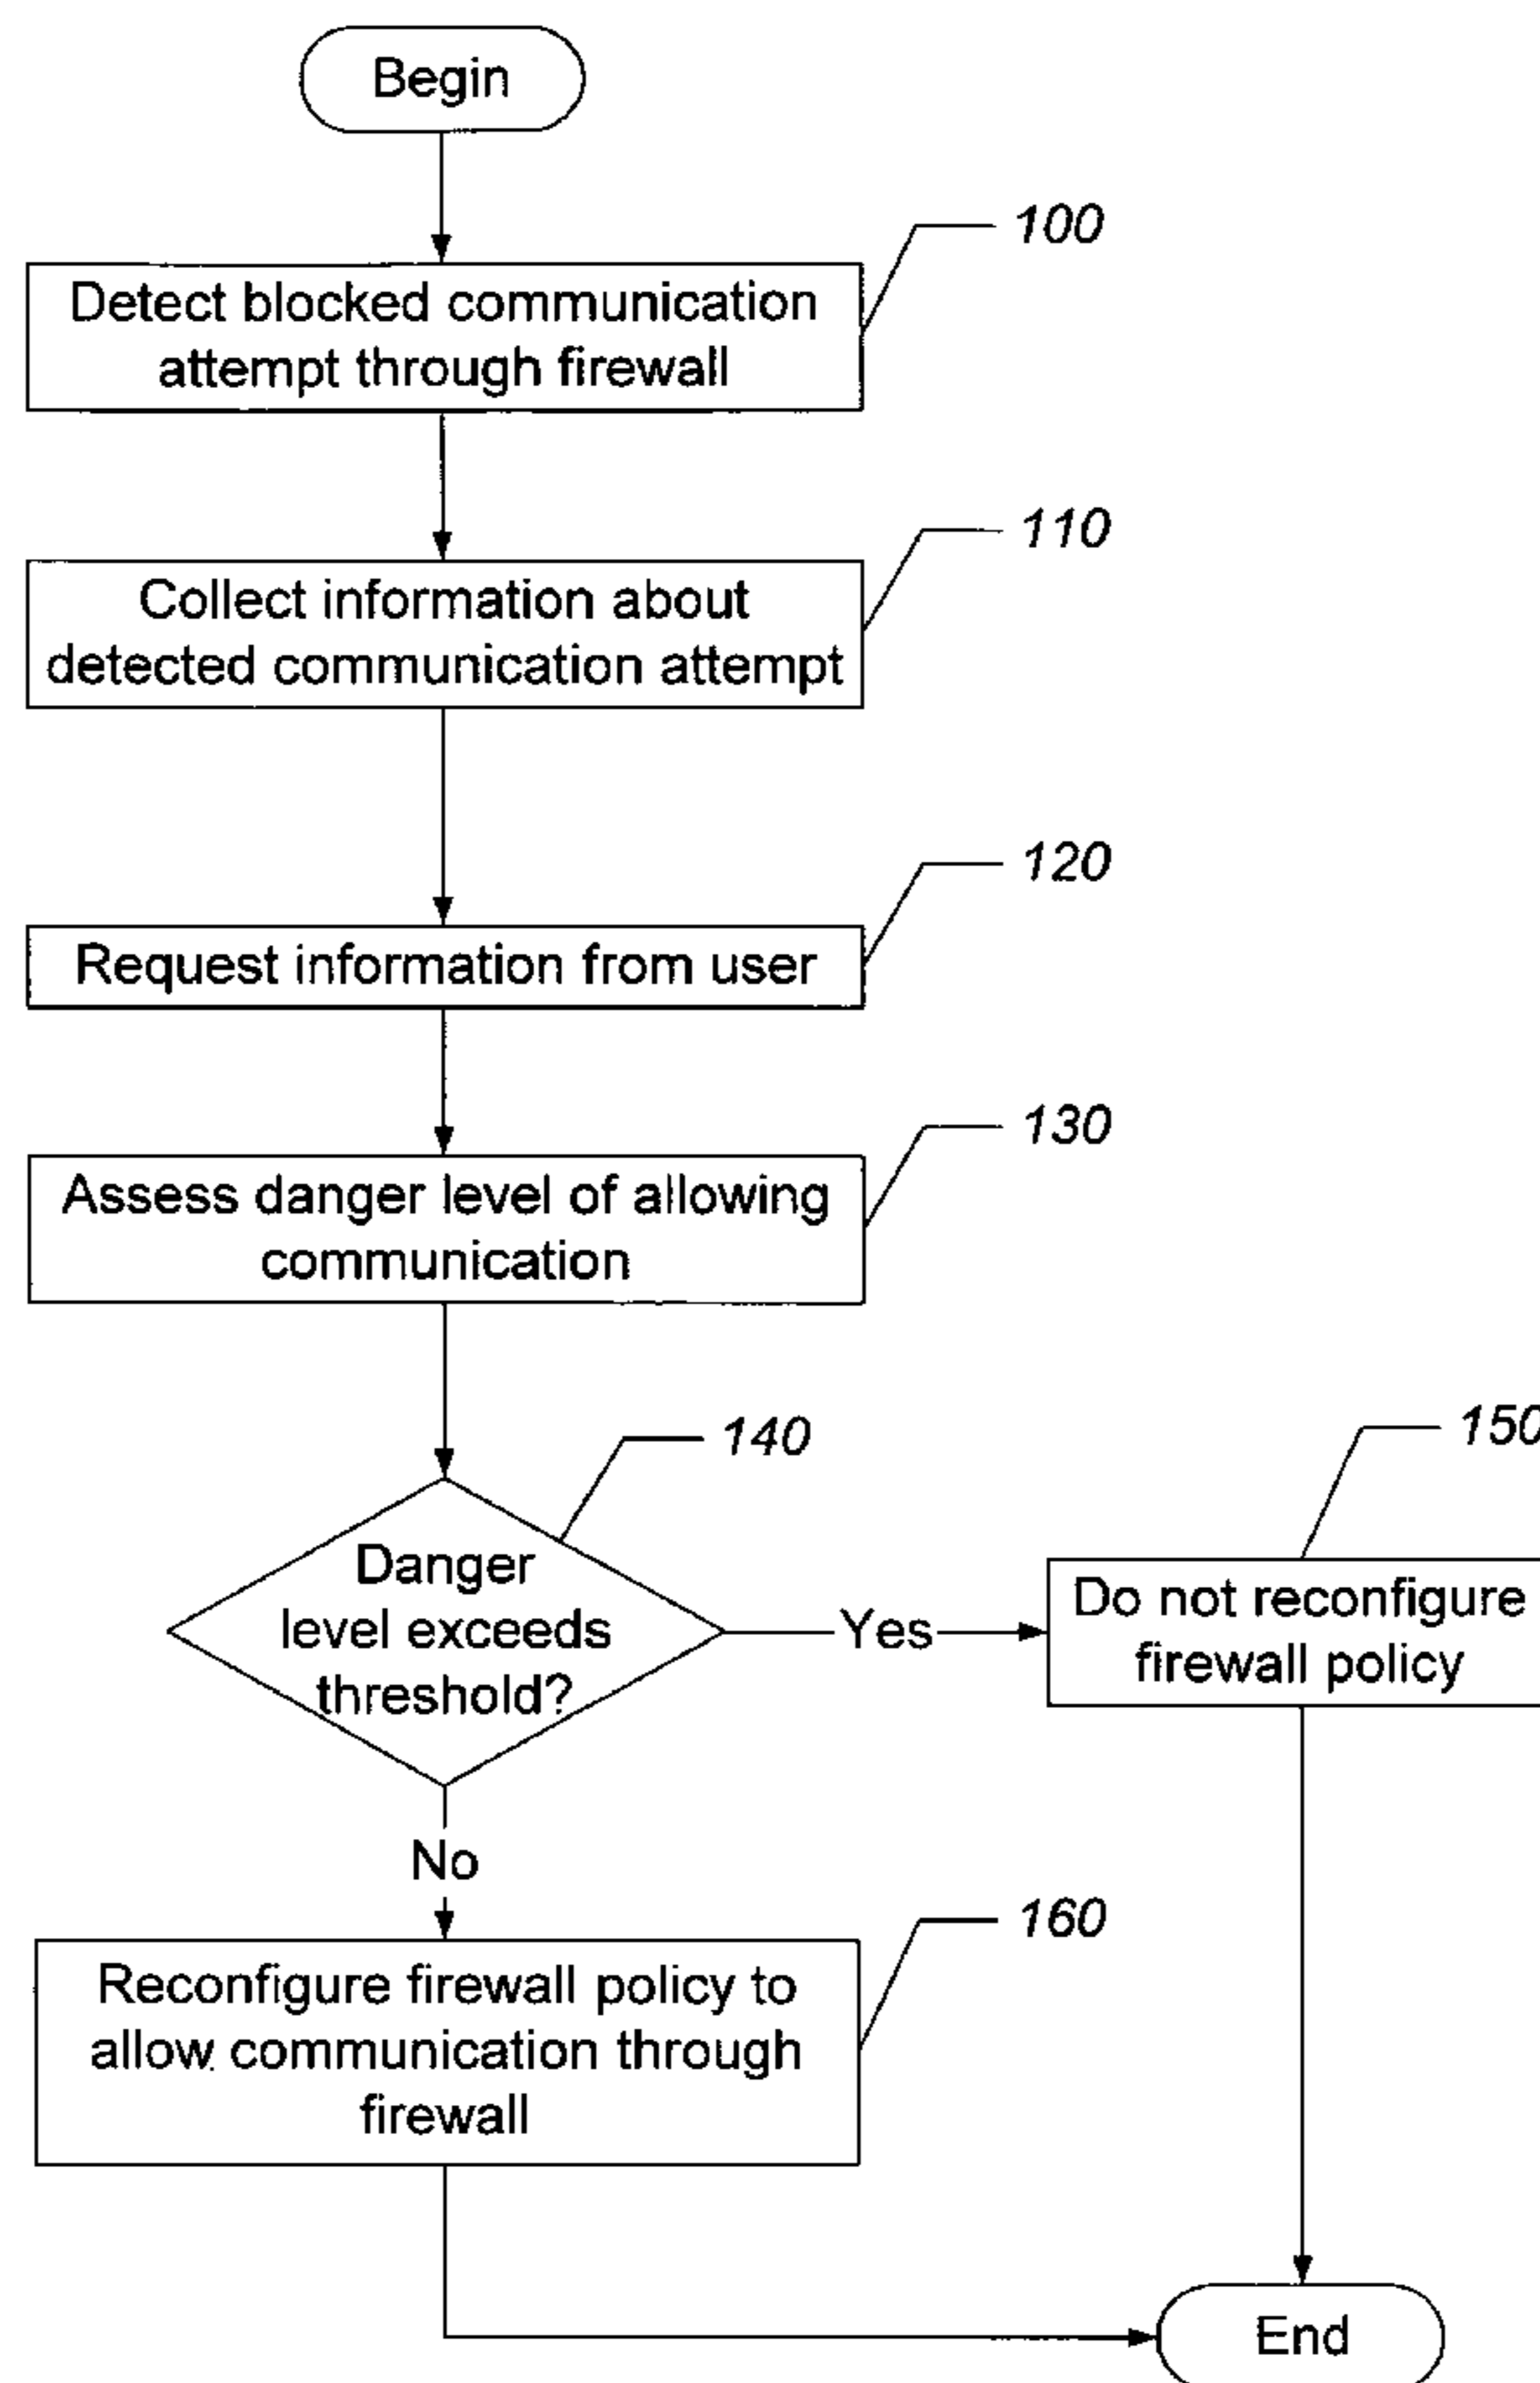 Begin
100
Detect blocked communication
attempt through firewall
110
Collect information about
detected communication attempt
120
Request information from user
130
Assess danger level of allowing
communication
140
150
Danger
level exceeds
threshold?
Yes
Do not reconfigure
firewall policy
No
160
Reconfigure firewall policy to
allow communication through
firewall
End